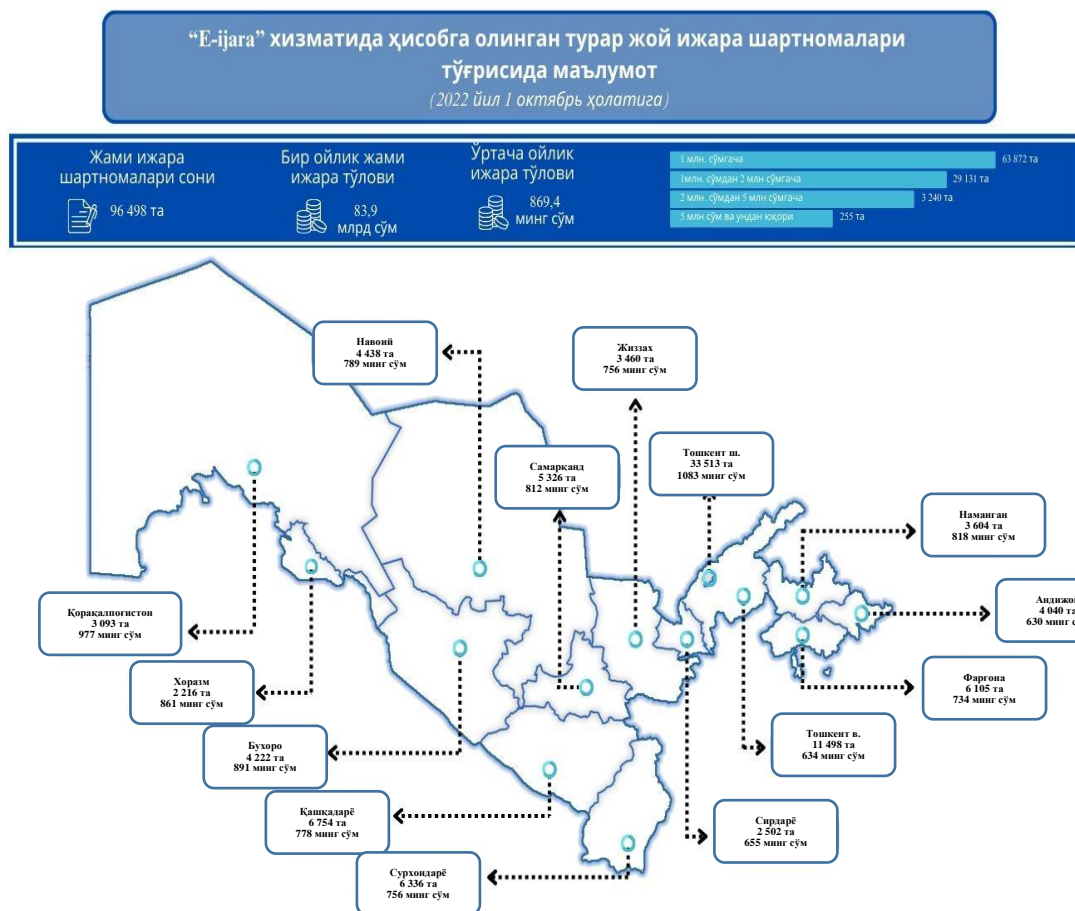 “E-ijara” хизматида ҳисобга олинган турар жой ижара шартномалари
тўғрисида маълумот
(2022 йил 1 октябрь ҳолатига)
Жами ижара
шартномалари сони
96 498 та
Бир ойлик жами
ижара тўлови
83,9
млрд сўм
Ўртача ойлик
ижара тўлови
869,4
минг сўм
1 млн. сўмгача
63 872 та
1млн. сўмдан 2 млн сўмгача
29 131 та
2 млн. сўмдан 5 млн сўмгача
3 240 та
5 млн сўм ва ундан юқори
255 та
Навоий
4 438 та
789 минг сўм
Жиззах
3 460 та
756 минг сўм
Самарқанд
5 326 та
812 минг сўм
Тошкент ш.
33 513 та
1083 минг сўм
Наманган
3 604 та
818 минг сўм
Қорақалпоғистон
3 093 та
977 минг сўм
Андижо
4 040 та
630 минг с
Хоразм
2 216 та
861 минг сўм
Фарғона
6 105 та
734 минг сўм
Бухоро
4 222 та
891 минг сўм
Тошкент в.
11 498 та
634 минг сўм
Қашқадарё
6 754 та
778 минг сўм
Сирдарё
2 502 та
655 минг сўм
Сурхондарё
6 336 та
756 минг сўм